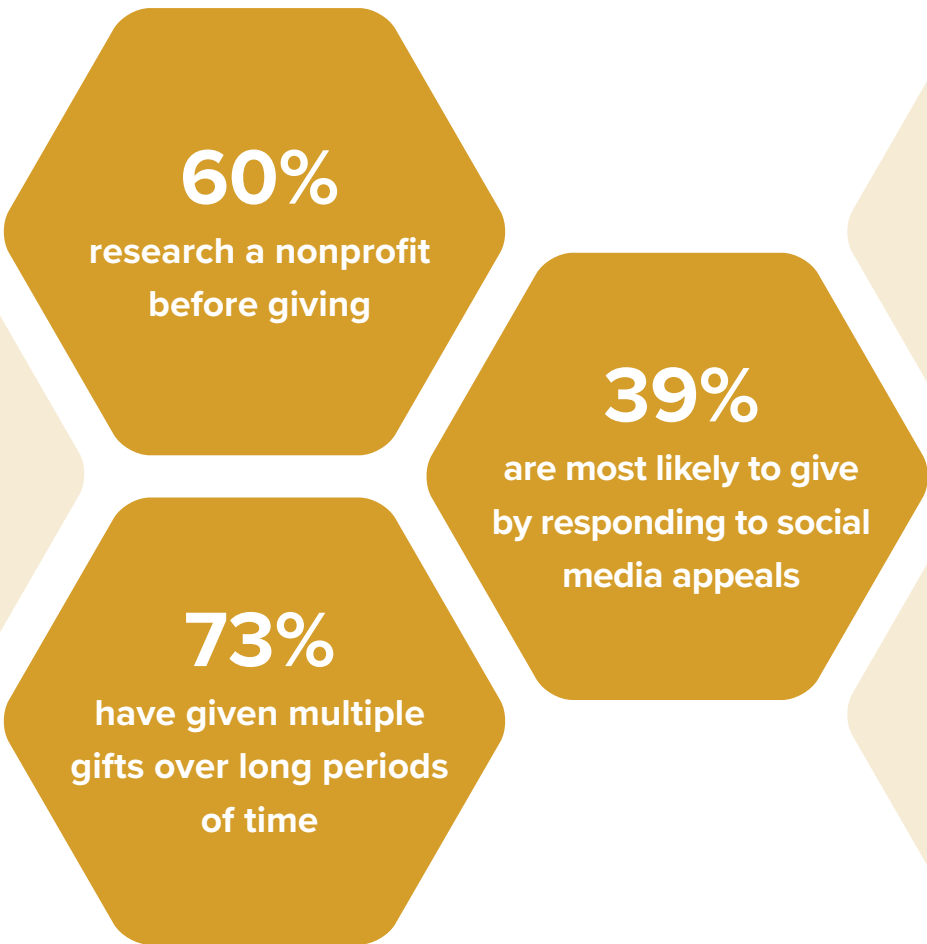 60%
research a nonprofit
before giving
39%
are most likely to give
by responding to social
media appeals
73%
have given multiple
gifts over long periods
of time